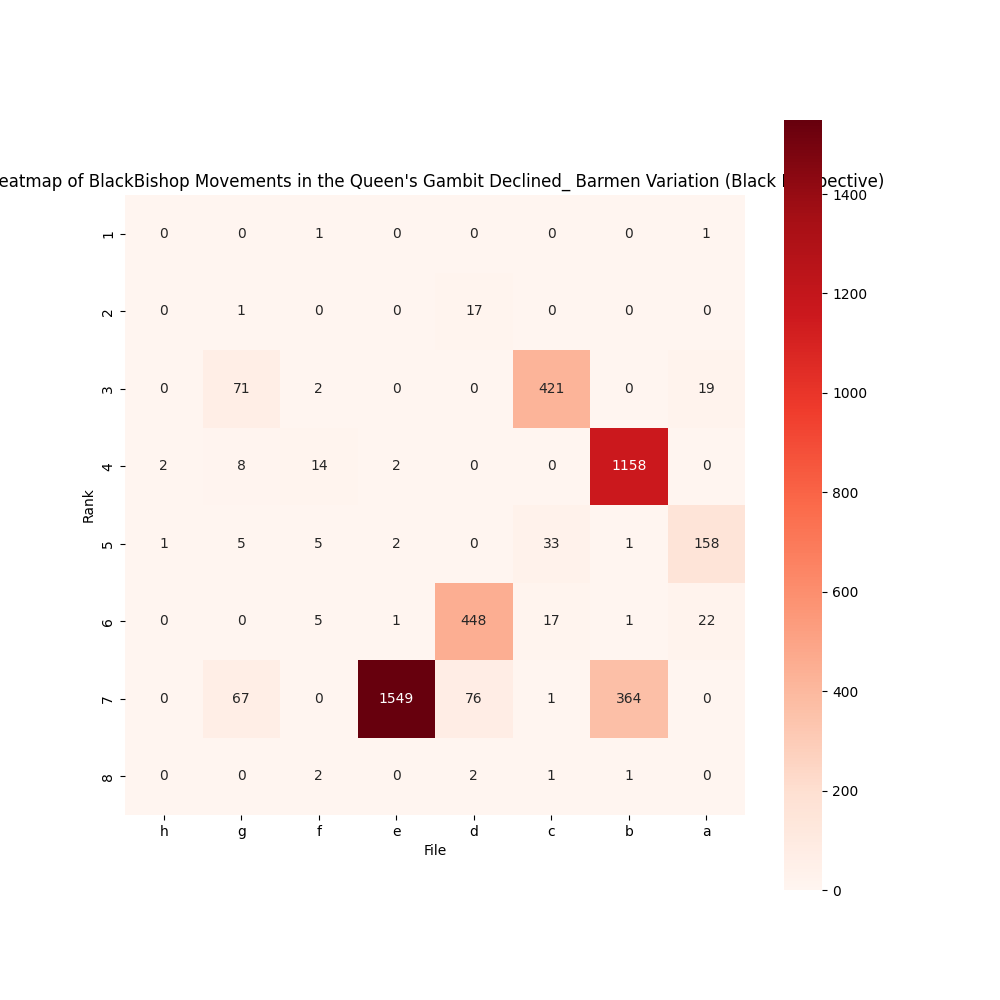 eatmap of BlackBishop Movements in the Queen's Gambit Declined_ Barmen Variation (Black pective)
1 0 0 1 0 0 0 0 1
2 0 1 0 0 17 0 0 0
3 0 71 2 0 0 421 0 19
4 2 8 14 2 0 0 1158 0
5 1 5 5 2 0 33 1 158
6 0 0 5 1 448 17 1 22
7 0 67 0 1549 76 1 364 0
8 0 0 2 0 2 1 1 0
h g f e d c b a
File
Rank
1400
1200
1000
800
600
400
200
0